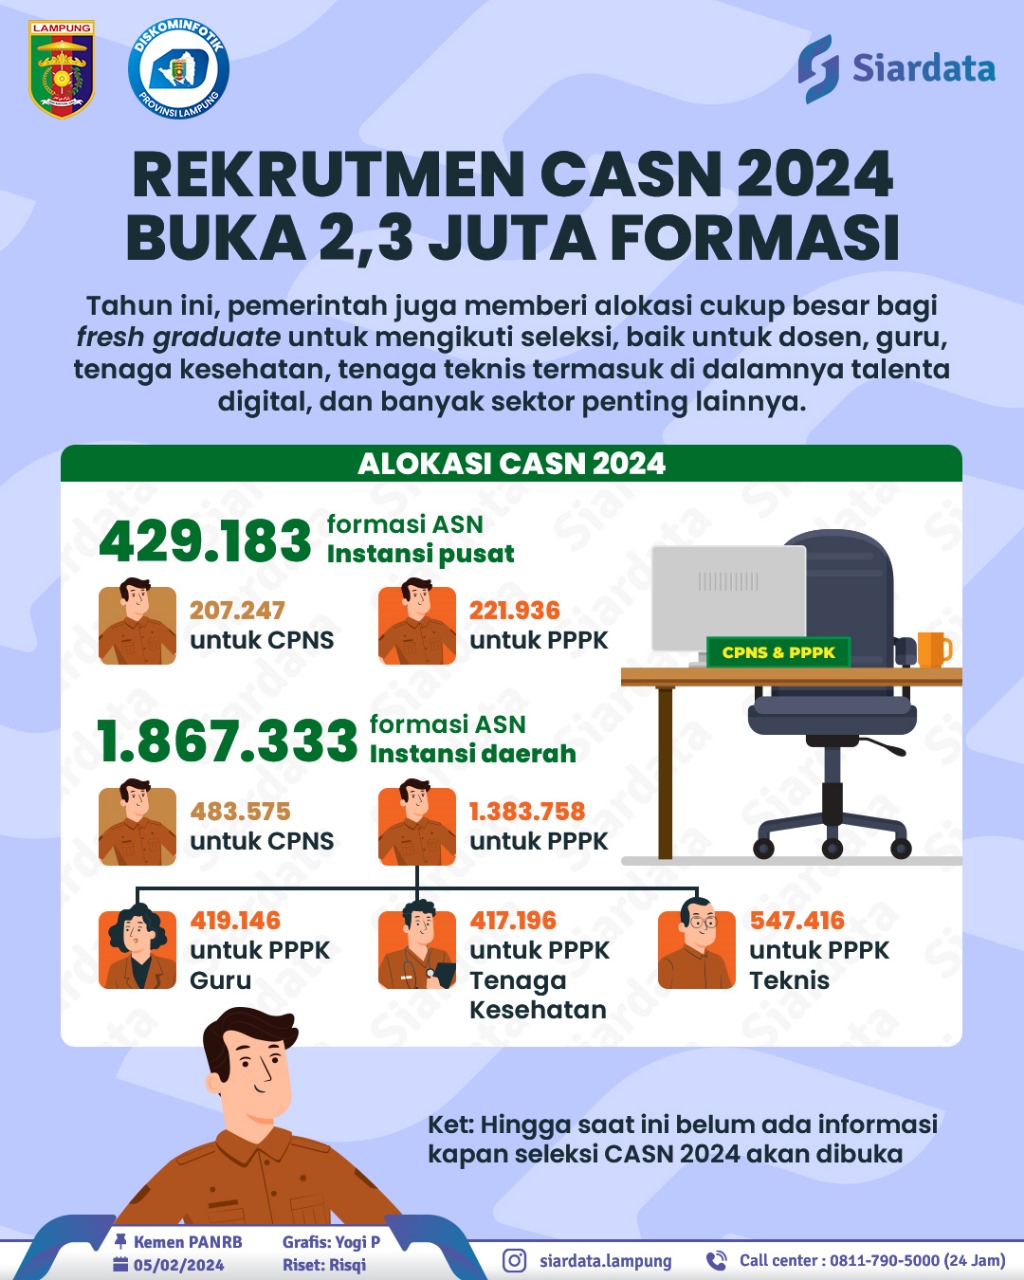 LAMPUNG
DISKOMINFOTIK
PROVINSI LAMPUNG
Siardata
REKRUTMEN CASN 2024
BUKA 2,3 JUTA FORMASI
Tahun ini, pemerintah juga memberi alokasi cukup besar bagi
fresh graduate untuk mengikuti seleksi, baik untuk dosen, guru,
tenaga kesehatan, tenaga teknis termasuk di dalamnya talenta
digital, dan banyak sektor penting lainnya.
ALOKASI CASN 2024
429.183
formasi ASN
Instansi pusat
207.247
untuk CPNS
221.936
untuk PPPK
CPNS & PPPK
1.867.333
formasi ASN
Instansi daerah
483.575
untuk CPNS
1.383.758
untuk PPPK
419.146
untuk PPPK
Guru
417.196
untuk PPPK
Tenaga
Kesehatan
547.416
untuk PPPK
Teknis
Ket: Hingga saat ini belum ada informasi
kapan seleksi CASN 2024 akan dibuka
Kemen PANRB
05/02/2024
Grafis: Yogi P
Riset: Risqi
siardata.lampung
Call center : 0811-790-5000 (24 Jam)